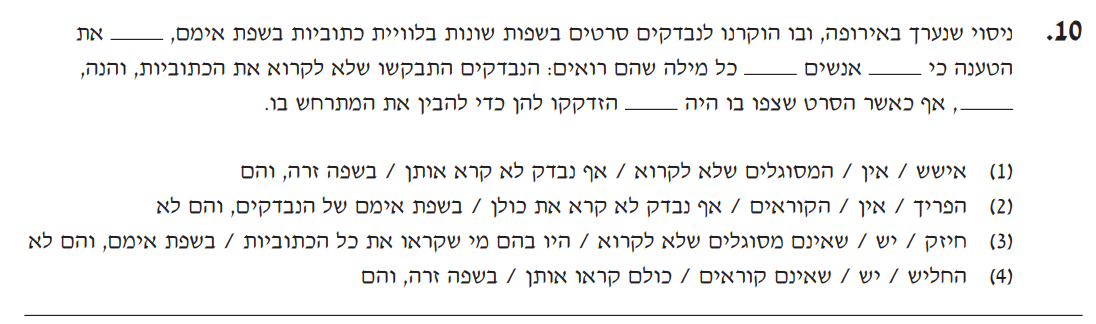 10. ניסוי שנערך באירופה, ובו הוקרנו לנבדקים סרטים בשפות שונות בלוויית כתוביות בשפת אימם, _____ את
הטענה כי _____ אנשים _____ כל מילה שהם רואים: הנבדקים התבקשו שלא לקרוא את הכתוביות, והנה,
_____, אף כאשר הסרט שצפו בו היה _____ הזדקקו להן כדי להבין את המתרחש בו.
(1) אישש / אין / המסוגלים שלא לקרוא / אף נבדק לא קרא אותן / בשפה זרה, והם
(2) הפריך / אין / הקוראים / אף נבדק לא קרא את כולן / בשפת אימם של הנבדקים, והם לא
(3) חיזק / יש / שאינם מסוגלים שלא לקרוא / היו בהם מי שקראו את כל הכתוביות / בשפת אימם, והם לא
(4) החליש / יש / שאינם קוראים / כולם קראו אותן / בשפה זרה, והם